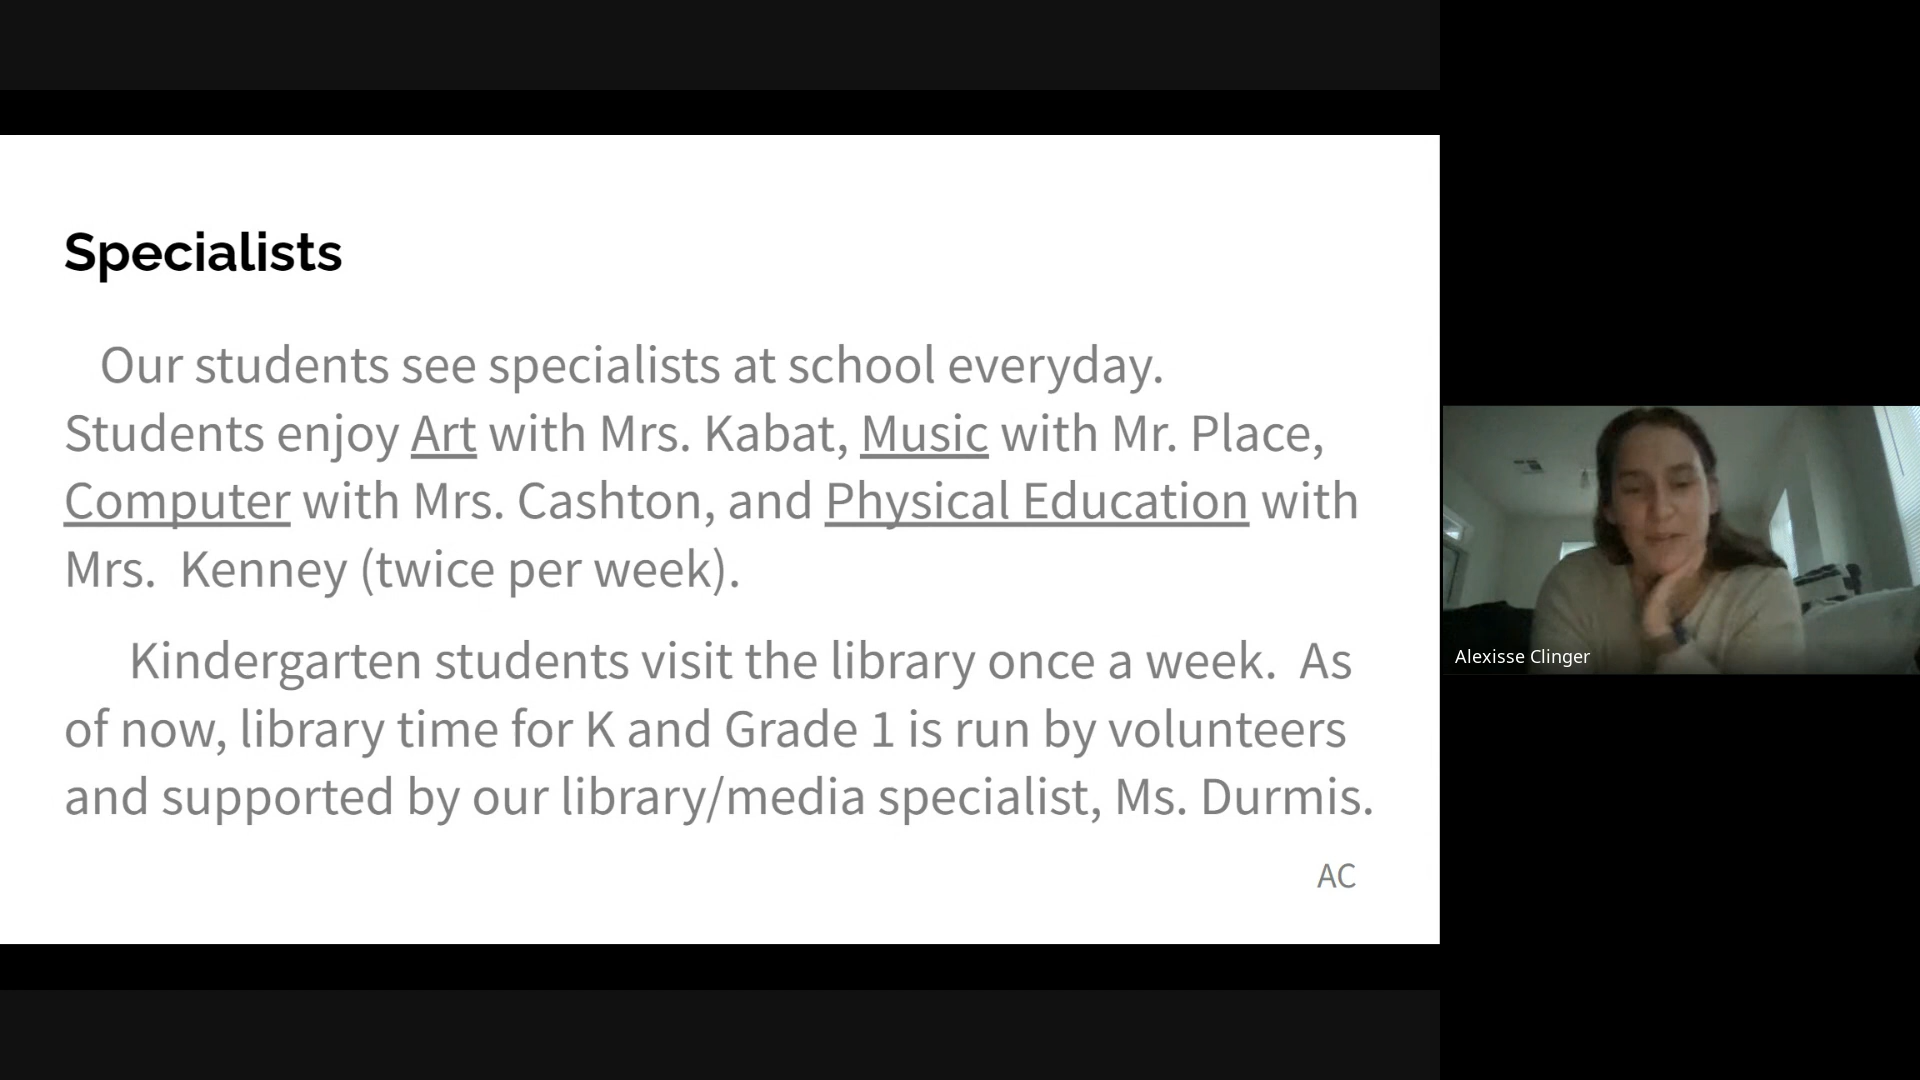 Specialists
Our students see specialists at school everyday.
Students enjoy Art with Mrs. Kabat, Music with Mr. Place,
Computer with Mrs. Cashton, and Physical Education with
Mrs.  Kenney (twice per week).
Kindergarten students visit the library once a week.  As
of now, library time for K and Grade 1 is run by volunteers
and supported by our library/media specialist, Ms. Durmis.
AC
Alexisse Clinger